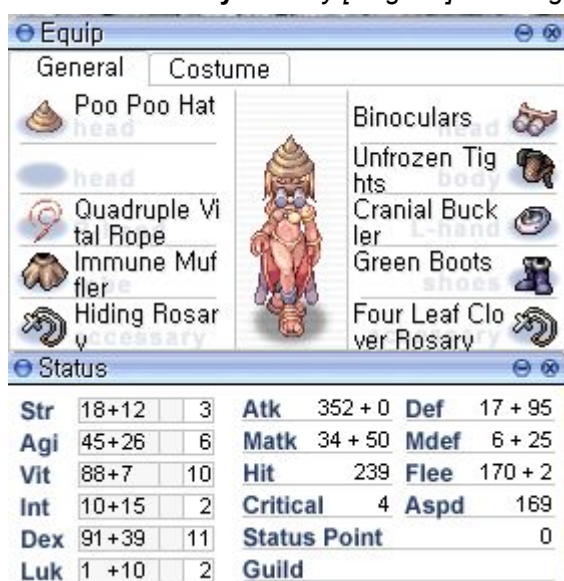 Equip
General Costume
Poo Poo Hat
head
Binoculars
head
head
Unfrozen Tig
hts
body
Quadruple Vi
tal Rope
Cranial Buck
ler
L-hand
Immune Muf
fler
Green Boots
shoes
Hiding Rosar
y
accessary
Four Leaf Clo
ver Rosary
Status
Str 18+12 3 Atk 352 + 0 Def 17 + 95
Agi 45+26 6 Matk 34 + 50 Mdef 6 + 25
Vit 88+7 10 Hit 239 Flee 170 + 2
Int 10+15 2 Critical 4 Aspd 169
Dex 91+39 11 Status Point 0
Luk 1 +10 2 Guild